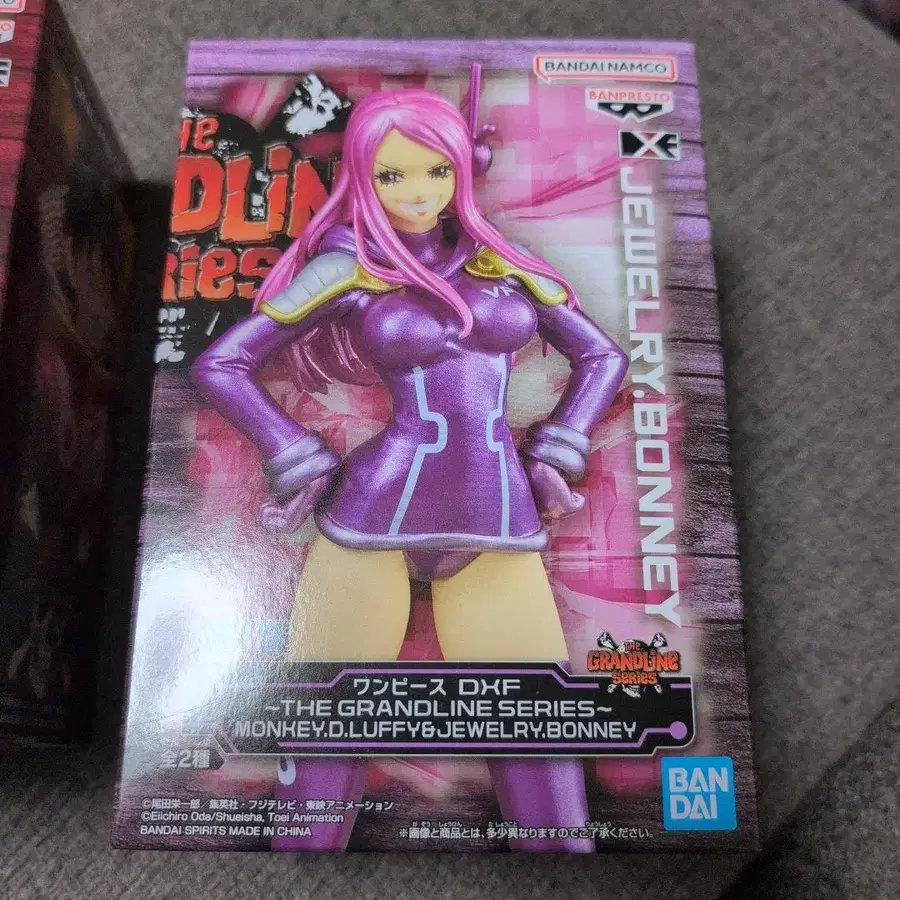 BANDAI NAMCO
BANPRESTO
THE
GRANDLINE
SERIES
JEWELRY.BONNEY
VP
THE
GRANDLINE
SERIES
ワンピース DXF
~THE GRANDLINE SERIES~
MONKEY.D.LUFFY&JEWELRY.BONNEY
全2種
©尾田栄一郎/集英社・フジテレビ・東映アニメーション
©Eiichiro Oda/Shueisha, Toei Animation
BANDAI SPIRITS MADE IN CHINA
※画像と商品とは、多少異なりますのでご了承ください。
BAN
DAI